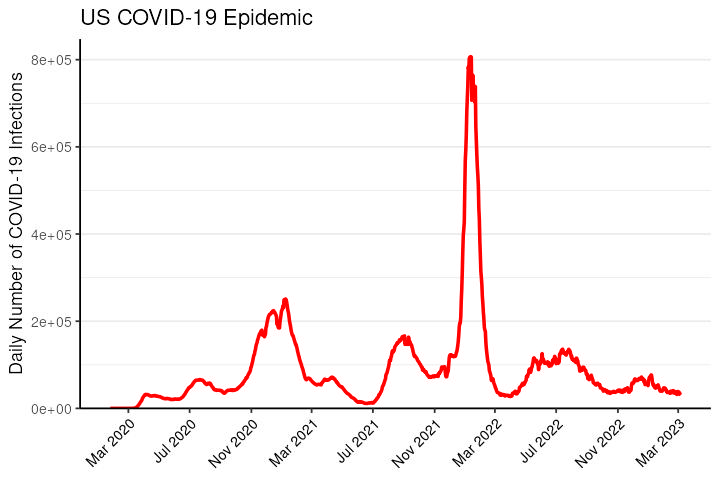 US COVID-19 Epidemic
Daily Number of COVID-19 Infections
8e+05
6e+05
4e+05
2e+05
0e+00
Mar 2020
Jul 2020
Nov 2020
Mar 2021
Jul 2021
Nov 2021
Mar 2022
Jul 2022
Nov 2022
Mar 2023